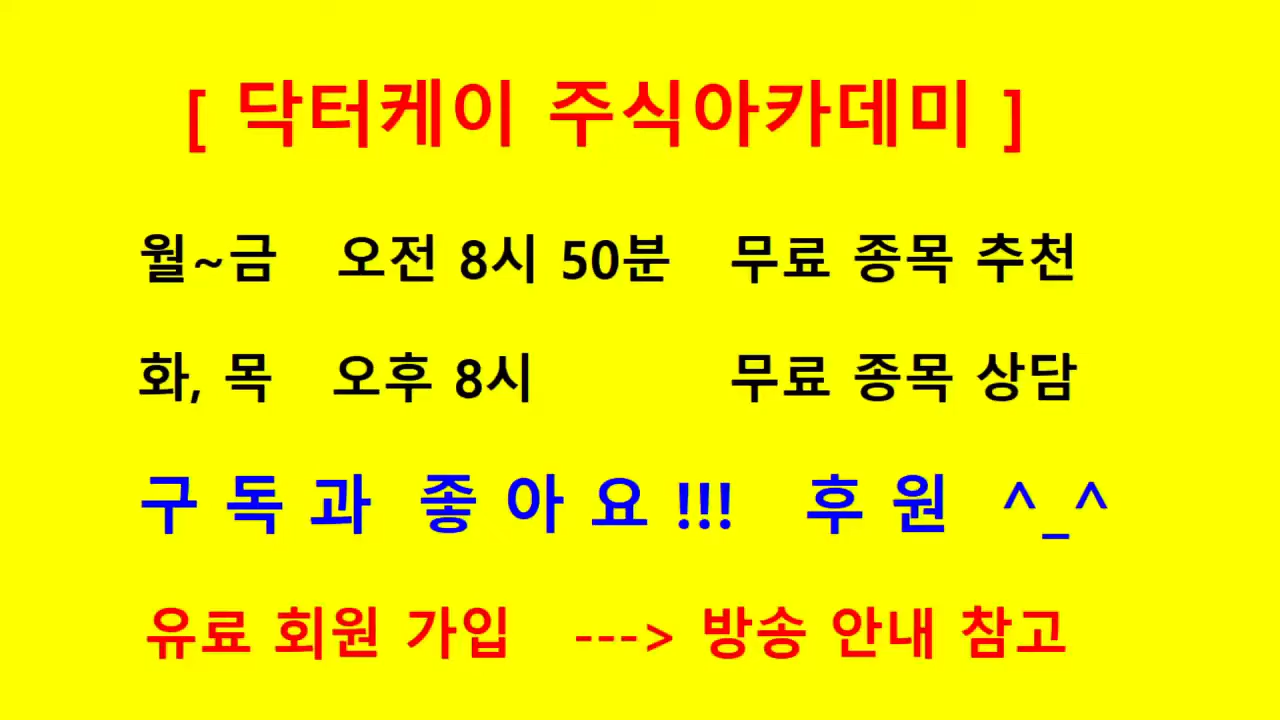 [ 닥터케이 주식아카데미 ]
월~금 오전 8시 50분 무료 종목 추천
화, 목 오후 8시 무료 종목 상담
구 독 과 좋 아 요 !!! 후 원 ^_^
유료 회원 가입 ---> 방송 안내 참고